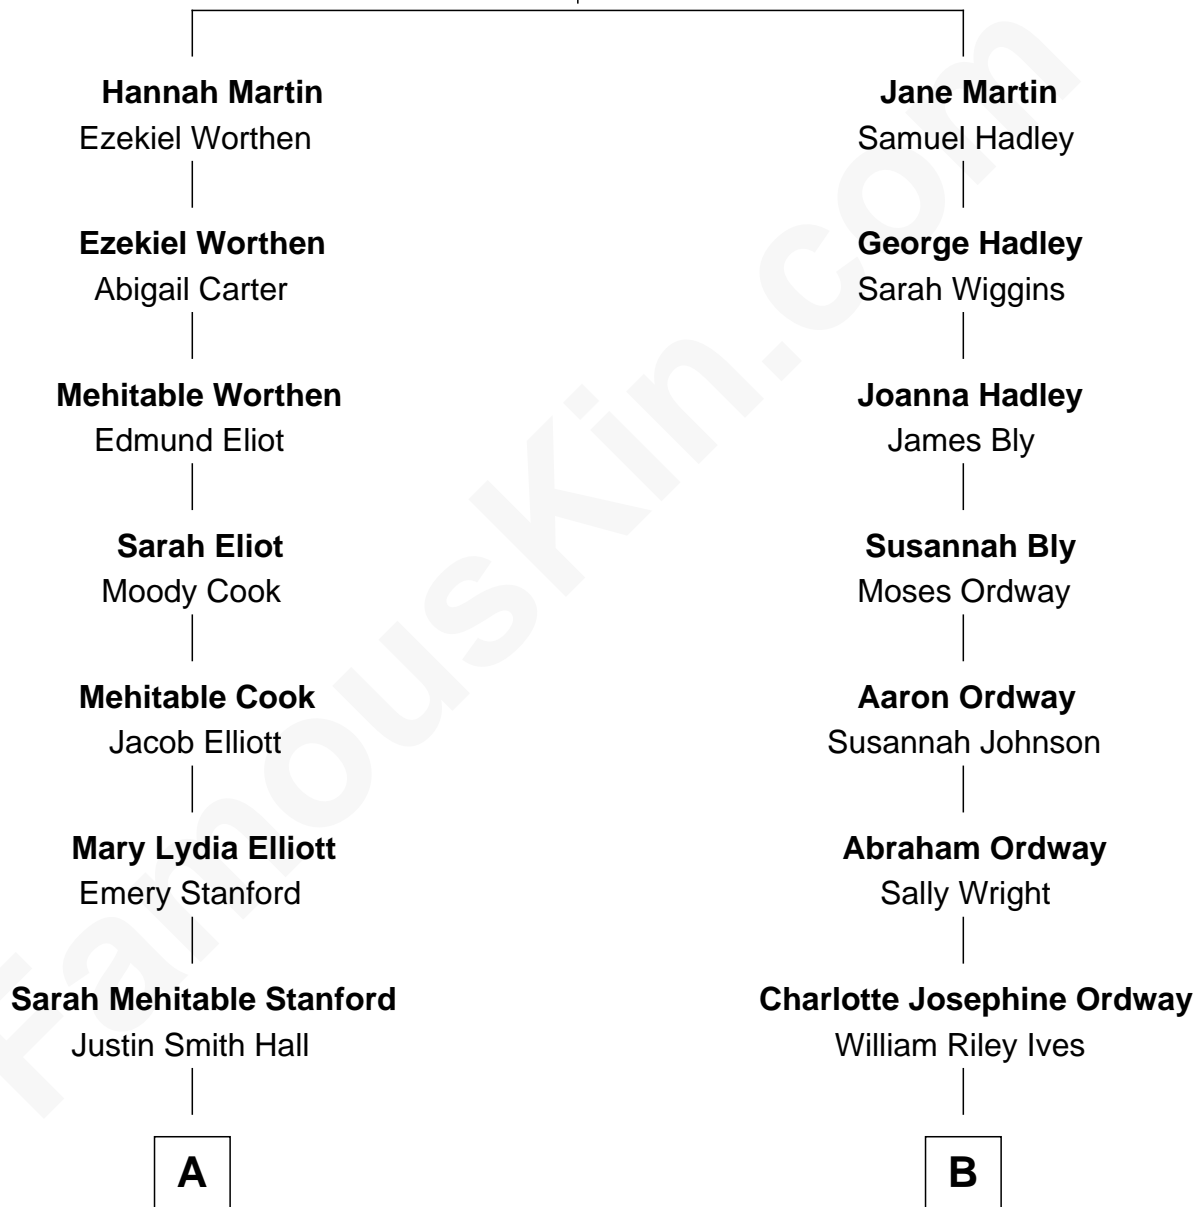 Hannah Martin
Ezekiel Worthen
Ezekiel Worthen
Abigail Carter
Mehitable Worthen
Edmund Eliot
Sarah Eliot
Moody Cook
Mehitable Cook
Jacob Elliott
Mary Lydia Elliott
Emery Stanford
Sarah Mehitable Stanford
Justin Smith Hall
A
Jane Martin
Samuel Hadley
George Hadley
Sarah Wiggins
Joanna Hadley
James Bly
Susannah Bly
Moses Ordway
Aaron Ordway
Susannah Johnson
Abraham Ordway
Sally Wright
Charlotte Josephine Ordway
William Riley Ives
B
FamousKin.com